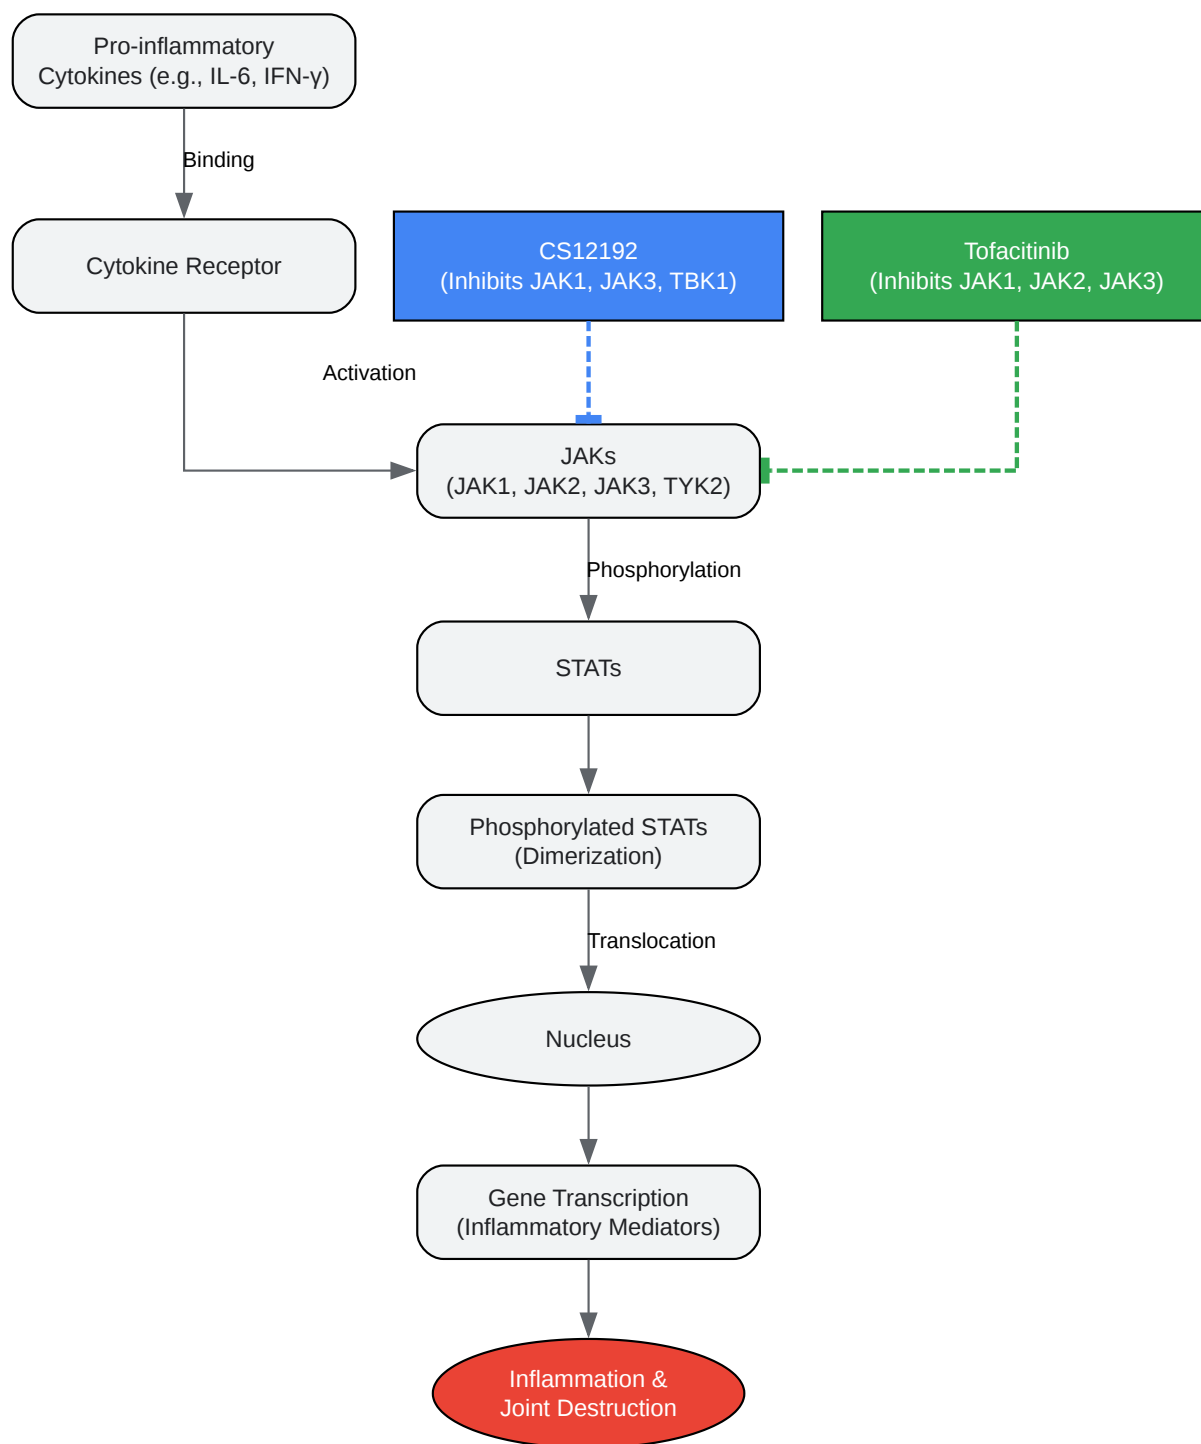 Pro-inflammatory
Cytokines (e.g., IL-6, IFN-γ)
Binding
Cytokine Receptor
CS12192
(Inhibits JAK1, JAK3, TBK1)
Tofacitinib
(Inhibits JAK1, JAK2, JAK3)
Activation
JAKs
(JAK1, JAK2, JAK3, TYK2)
Phosphorylation
STATs
Phosphorylated STATs
(Dimerization)
Translocation
Nucleus
Gene Transcription
(Inflammatory Mediators)
Inflammation &
Joint Destruction